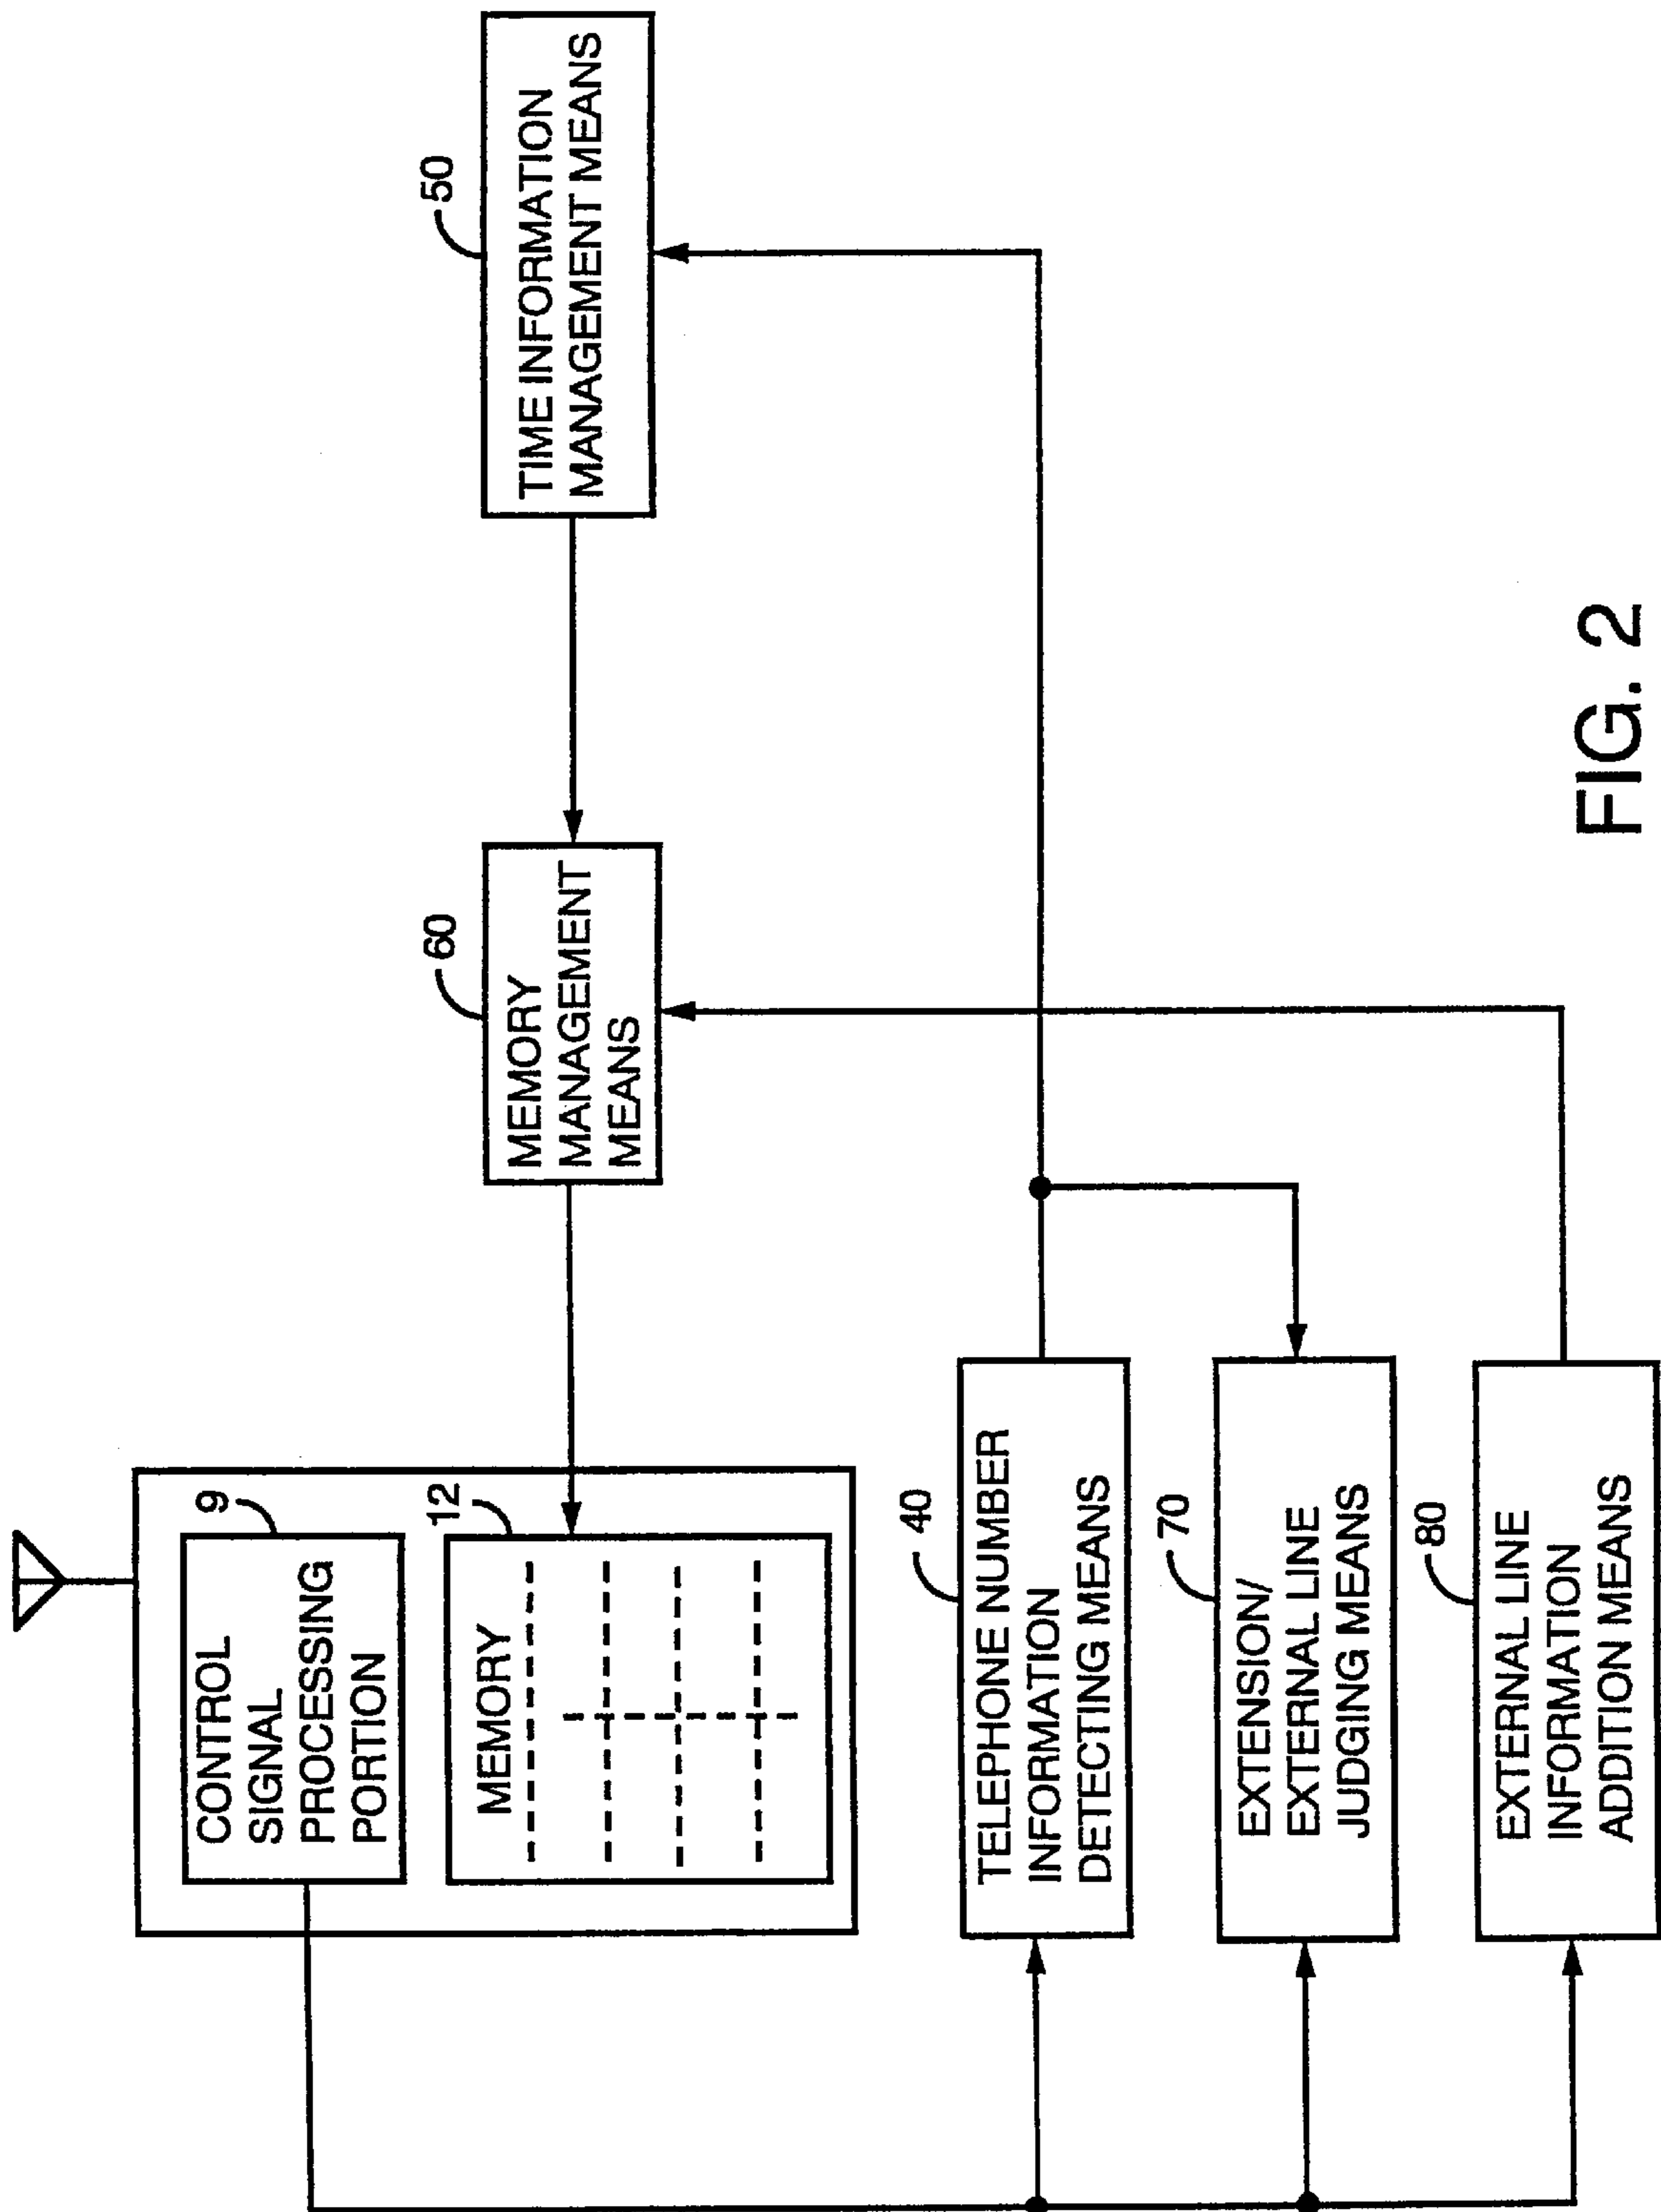 9
CONTROL
SIGNAL
PROCESSING
PORTION
12
MEMORY
60
MEMORY
MANAGEMENT
MEANS
50
TIME INFORMATION
MANAGEMENT MEANS
40
TELEPHONE NUMBER
INFORMATION
DETECTING MEANS
70
EXTENSION/
EXTERNAL LINE
JUDGING MEANS
80
EXTERNAL LINE
INFORMATION
ADDITION MEANS
FIG. 2